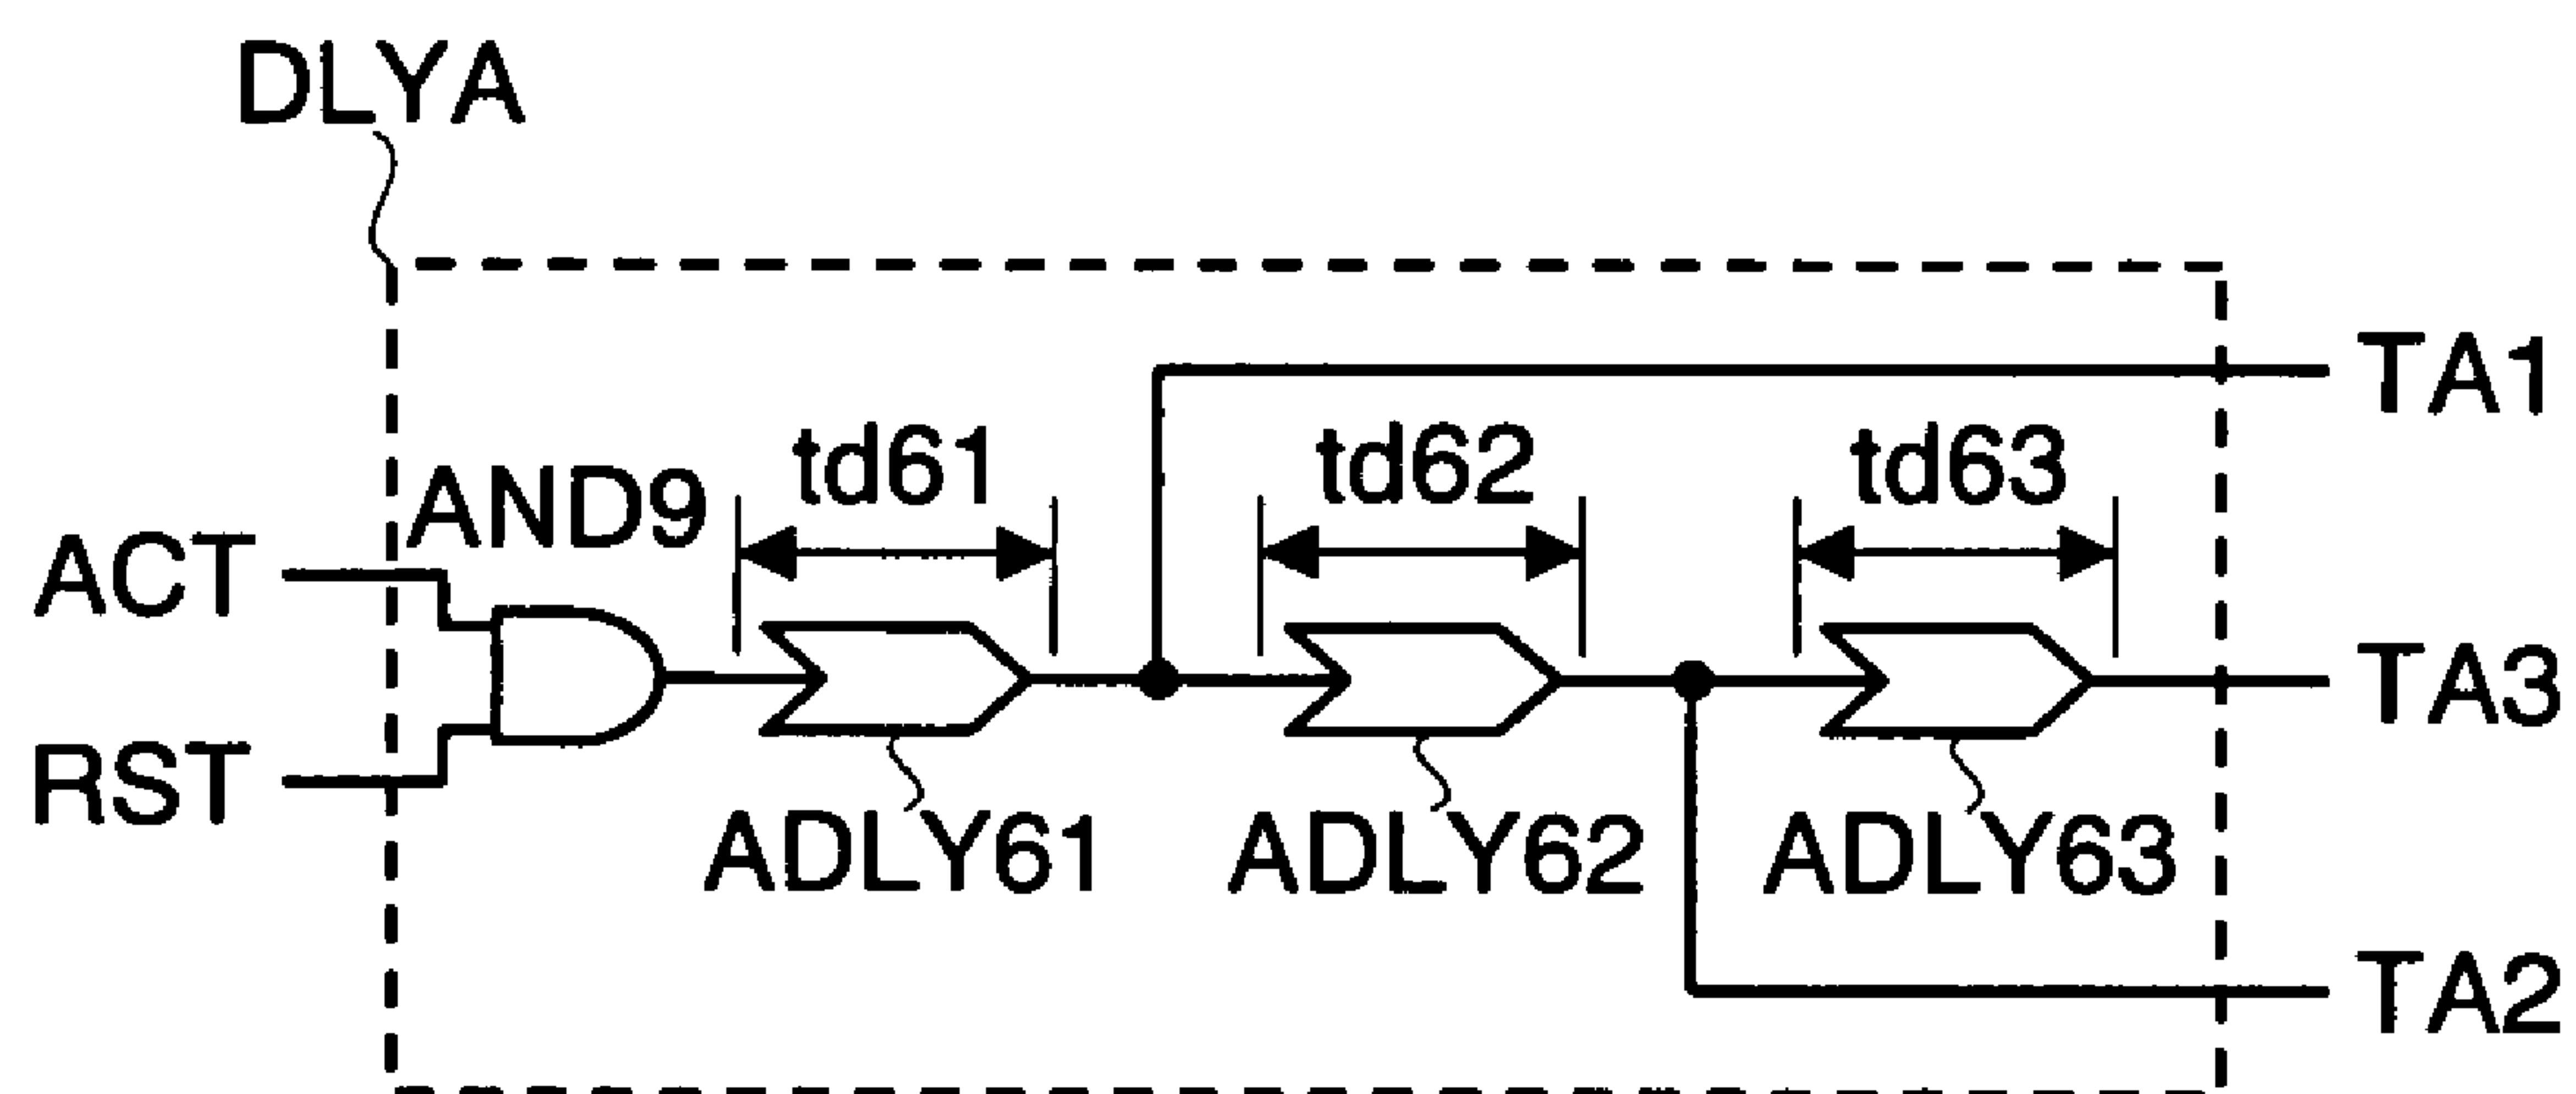 DLYA
TA1
td61
td62
td63
AND9
ACT
TA3
RST
ADLY61
ADLY62
ADLY63
TA2